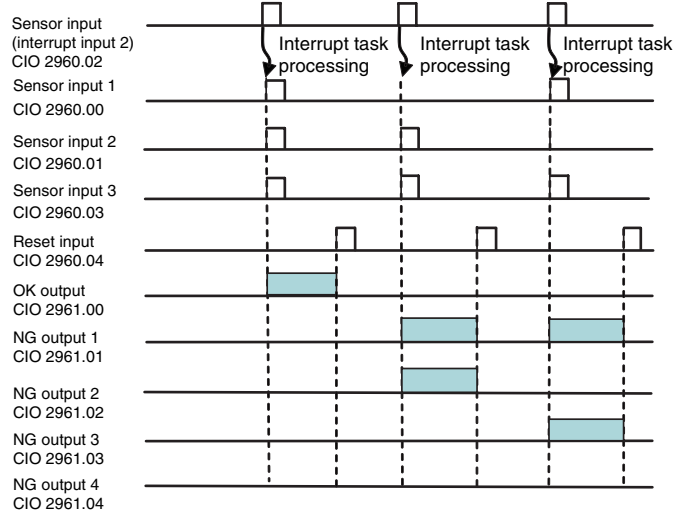 Sensor input
(interrupt input 2)
CIO 2960.02
Interrupt task
processing
Interrupt task
processing
Interrupt task
processing
Sensor input 1
CIO 2960.00
Sensor input 2
CIO 2960.01
Sensor input 3
CIO 2960.03
Reset input
CIO 2960.04
OK output
CIO 2961.00
NG output 1
CIO 2961.01
NG output 2
CIO 2961.02
NG output 3
CIO 2961.03
NG output 4
CIO 2961.04